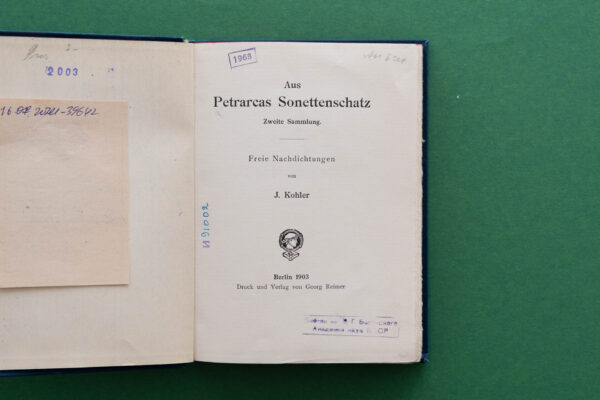 2003
1963
Aus
Petrarcas Sonettenschatz
Zweite Sammlung.
Freie Nachdichtungen
von
J. Kohler
Berlin 1903
Druck und Verlag von Georg Reimer